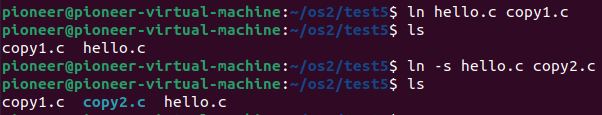 pioneer@pioneer-virtual-machine:~/os2/test5$ ln hello.c copy1.c
pioneer@pioneer-virtual-machine:~/os2/test5$ ls
copy1.c  hello.c
pioneer@pioneer-virtual-machine:~/os2/test5$ ln -s hello.c copy2.c
pioneer@pioneer-virtual-machine:~/os2/test5$ ls
copy1.c  copy2.c  hello.c